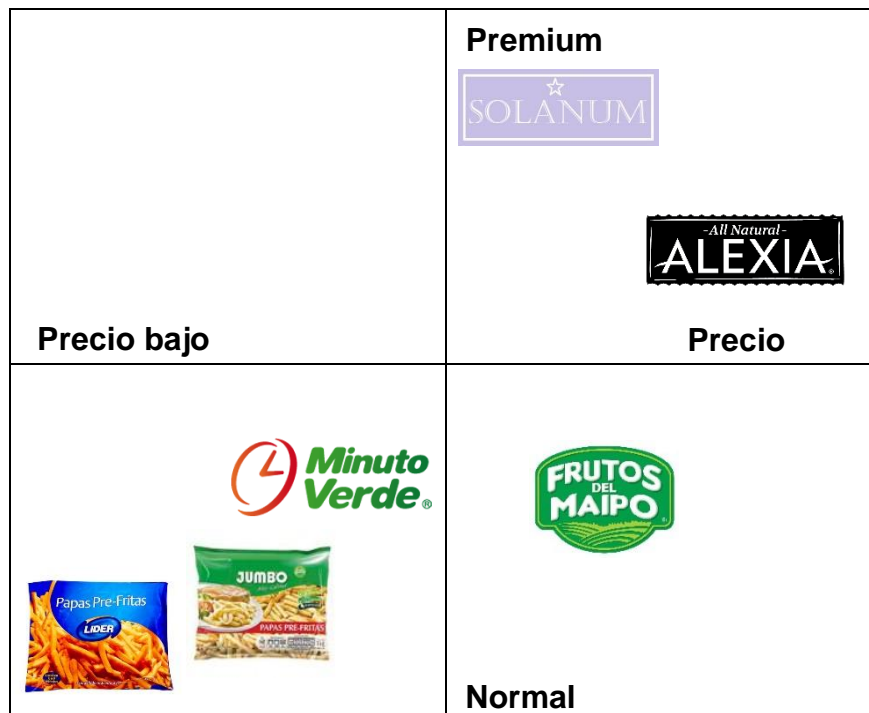 Premium
SOLANUM
-All Natural-
ALEXIA
Precio bajo
Precio
Minuto
Verde
FRUTOS
DEL
MAIPO
JUMBO
PAPAS PRE-FRITAS
Papas Pre-Fritas
LIDER
Normal